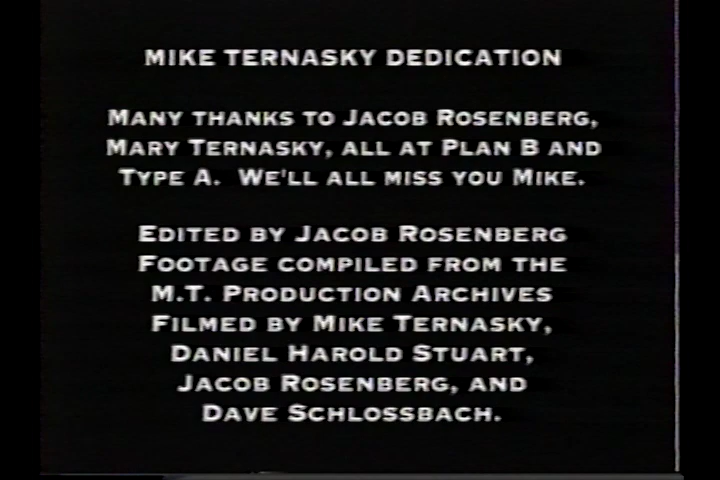 MIKE TERNASKY DEDICATION
MANY THANKS TO JACOB ROSENBERG,
MARY TERNASKY, ALL AT PLAN B AND
TYPE A. WE'LL ALL MISS YOU MIKE.
EDITED BY JACOB ROSENBERG
FOOTAGE COMPILED FROM THE
M.T. PRODUCTION ARCHIVES
FILMED BY MIKE TERNASKY,
DANIEL HAROLD STUART,
JACOB ROSENBERG, AND
DAVE SCHLOSSBACH.